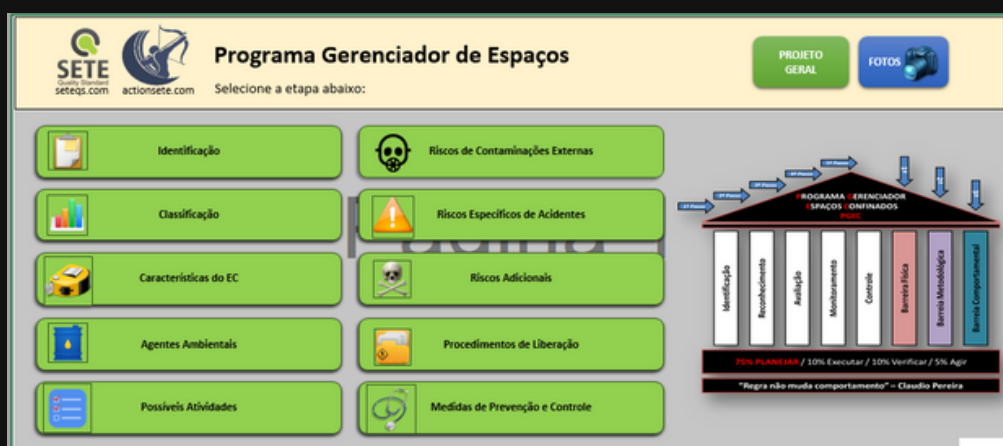 SETE
Quality Standard
seteqs.com
actionsete.com
Programa Gerenciador de Espaços
Selecione a etapa abaixo:
PROJETO
GERAL
FOTOS
Identificação
Riscos de Contaminações Externas
Classificação
Riscos Específicos de Acidentes
Características do EC
Riscos Adicionais
Agentes Ambientais
Procedimentos de Liberação
Possíveis Atividades
Medidas de Prevenção e Controle
PROGRAMA GERENCIADOR
ESPAÇOS CONFINADOS
PGEC
Identificação
Reconhecimento
Avaliação
Monitoramento
Controle
Barreira Física
Barreia Metodológica
Barreia Comportamental
75% PLANEJAR / 10% Executar / 10% Verificar / 5% Agir
"Regra não muda comportamento" – Claudio Pereira